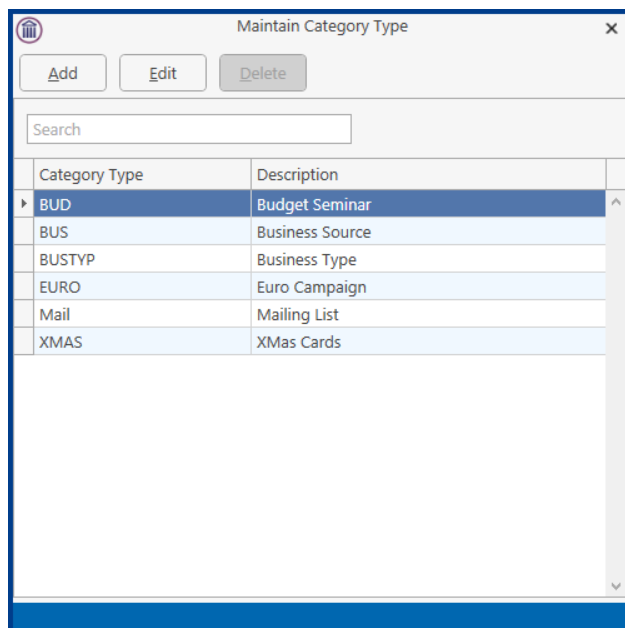 Maintain Category Type
Add Edit Delete
Search
Category Type Description
BUD Budget Seminar
BUS Business Source
BUSTYP Business Type
EURO Euro Campaign
Mail Mailing List
XMAS XMas Cards